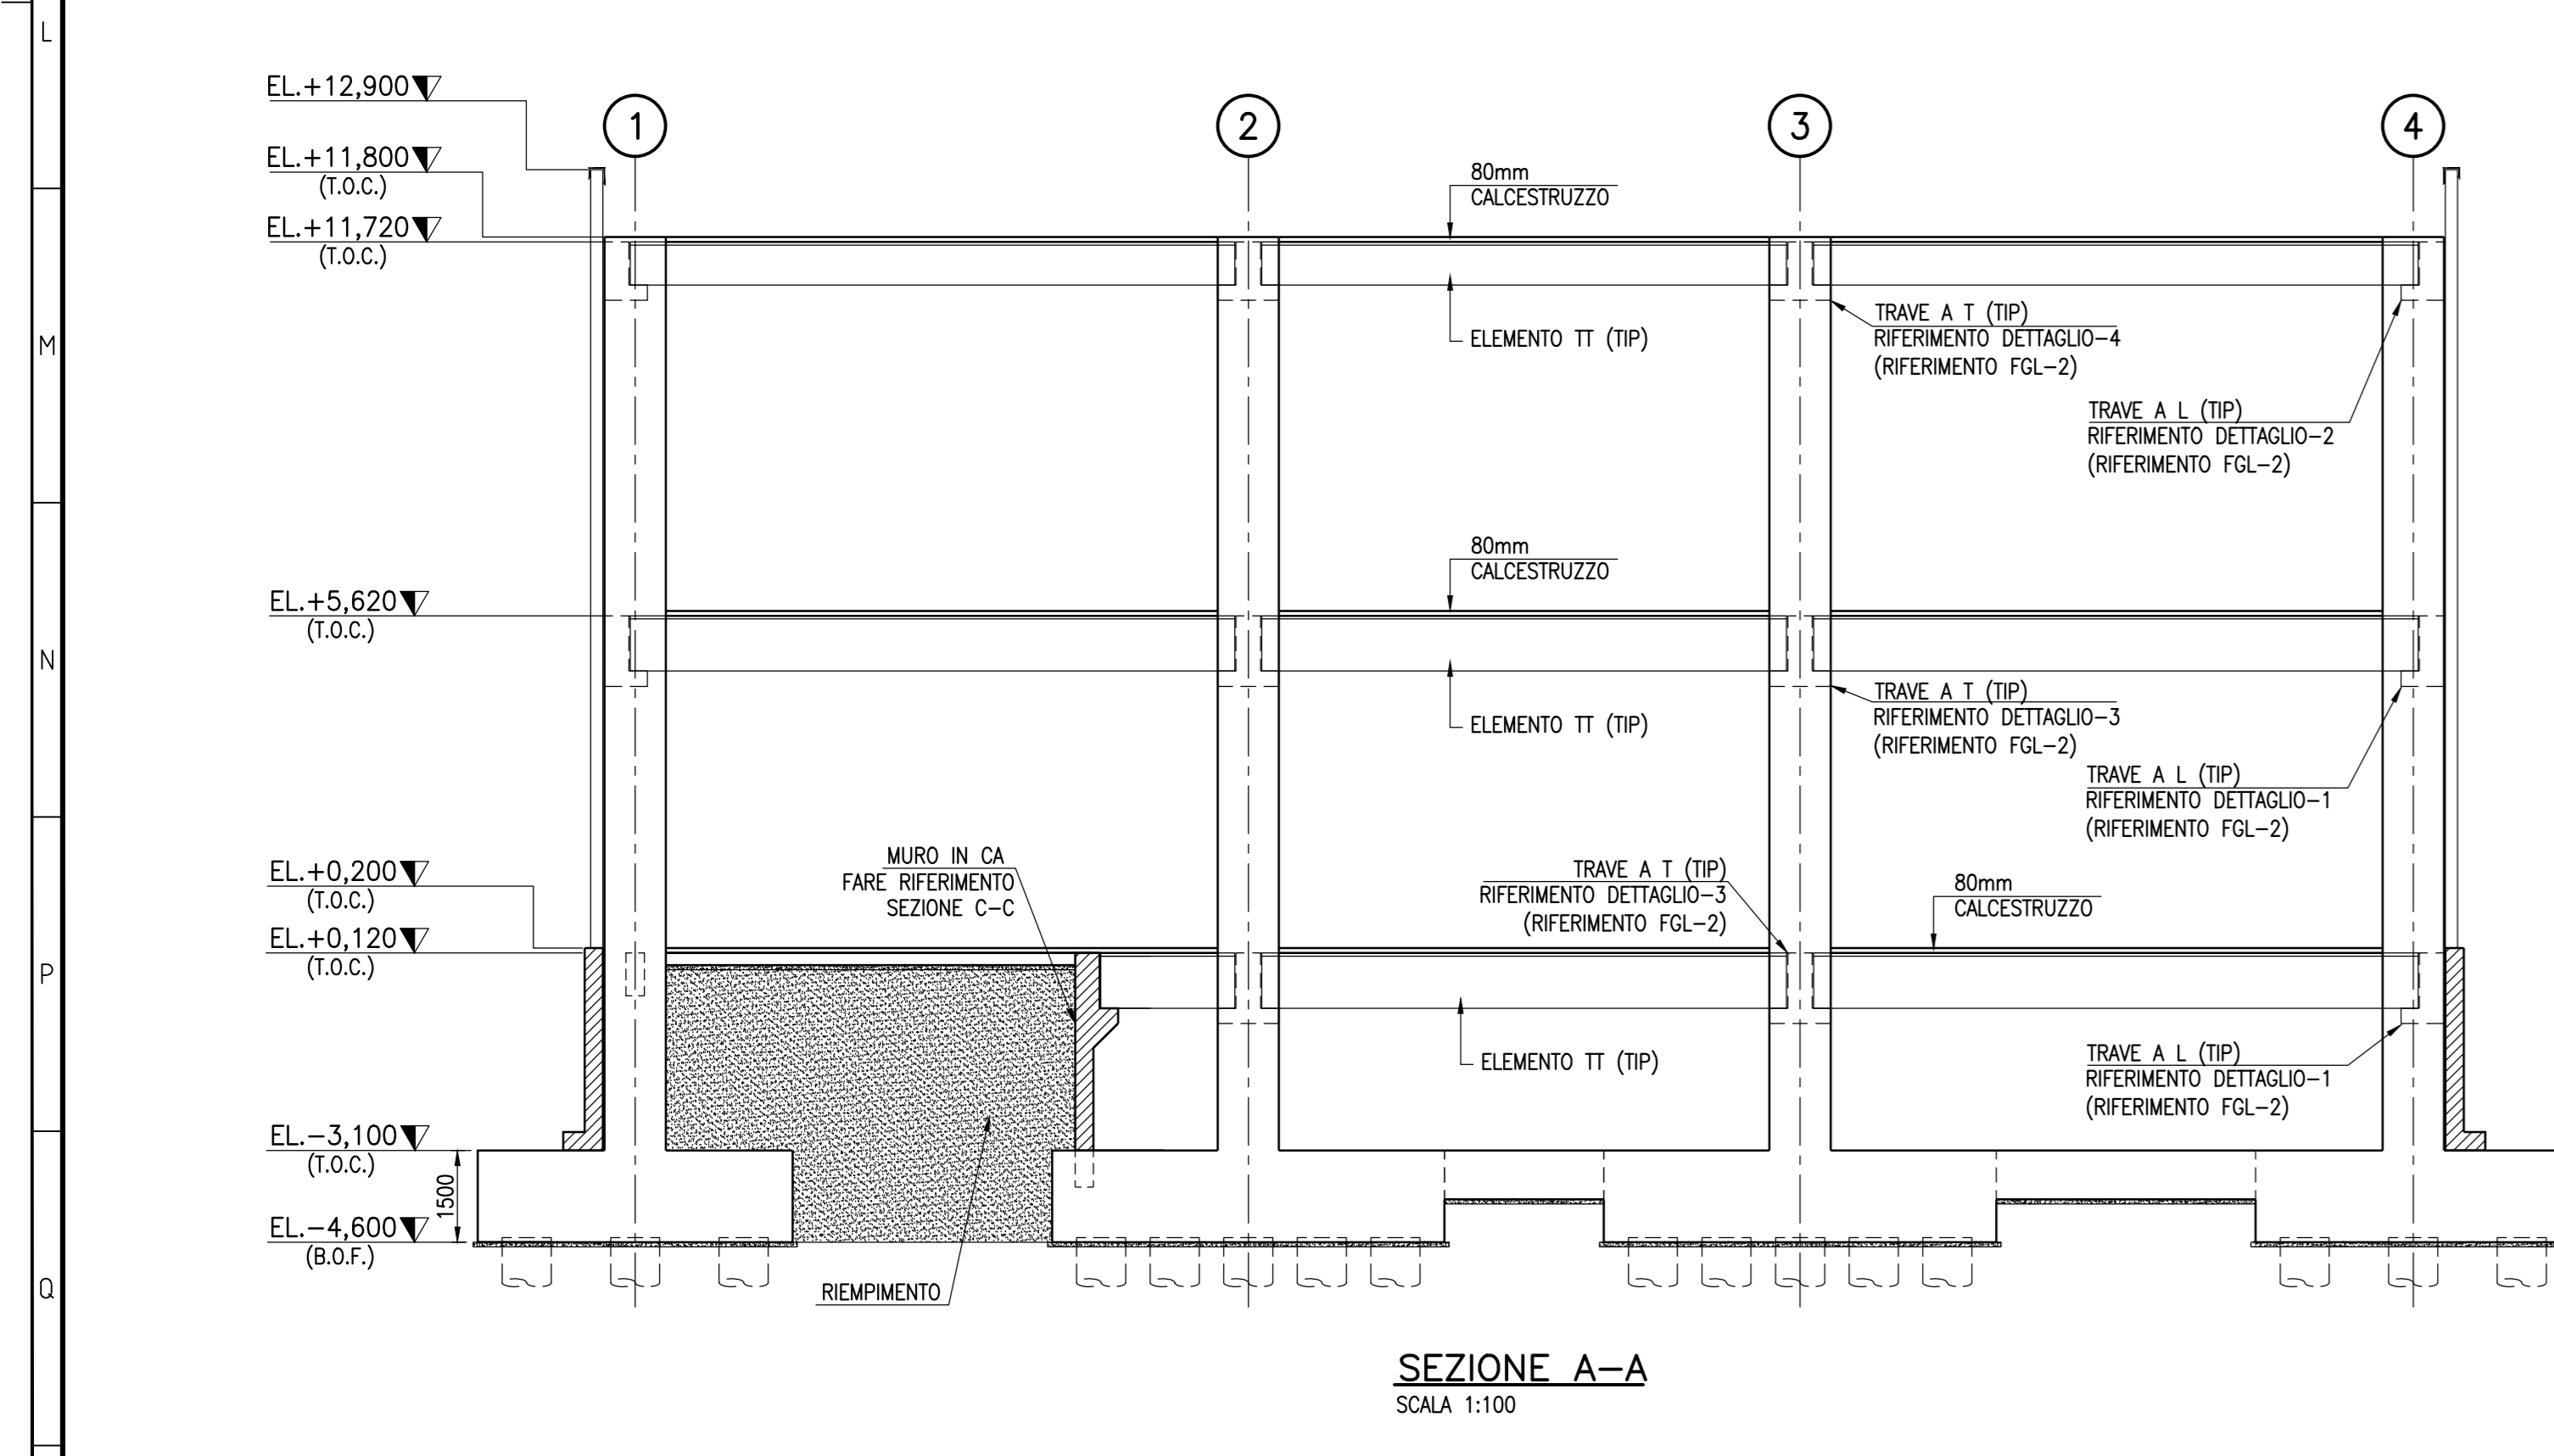 L
M
N
P
Q
EL.+12,900
EL.+11,800
(T.O.C.)
EL.+11,720
(T.O.C.)
EL.+5,620
(T.O.C.)
EL.+0,200
(T.O.C.)
EL.+0,120
(T.O.C.)
EL.-3,100
(T.O.C.)
1500
EL.-4,600
(B.O.F.)
1
2
3
4
80mm
CALCESTRUZZO
ELEMENTO TT (TIP)
TRAVE A T (TIP)
RIFERIMENTO DETTAGLIO-4
(RIFERIMENTO FGL-2)
TRAVE A L (TIP)
RIFERIMENTO DETTAGLIO-2
(RIFERIMENTO FGL-2)
80mm
CALCESTRUZZO
ELEMENTO TT (TIP)
TRAVE A T (TIP)
RIFERIMENTO DETTAGLIO-3
(RIFERIMENTO FGL-2)
TRAVE A L (TIP)
RIFERIMENTO DETTAGLIO-1
(RIFERIMENTO FGL-2)
MURO IN CA
FARE RIFERIMENTO
SEZIONE C-C
TRAVE A T (TIP)
RIFERIMENTO DETTAGLIO-3
(RIFERIMENTO FGL-2)
80mm
CALCESTRUZZO
ELEMENTO TT (TIP)
TRAVE A L (TIP)
RIFERIMENTO DETTAGLIO-1
(RIFERIMENTO FGL-2)
RIEMPIMENTO
SEZIONE A-A
SCALA 1:100